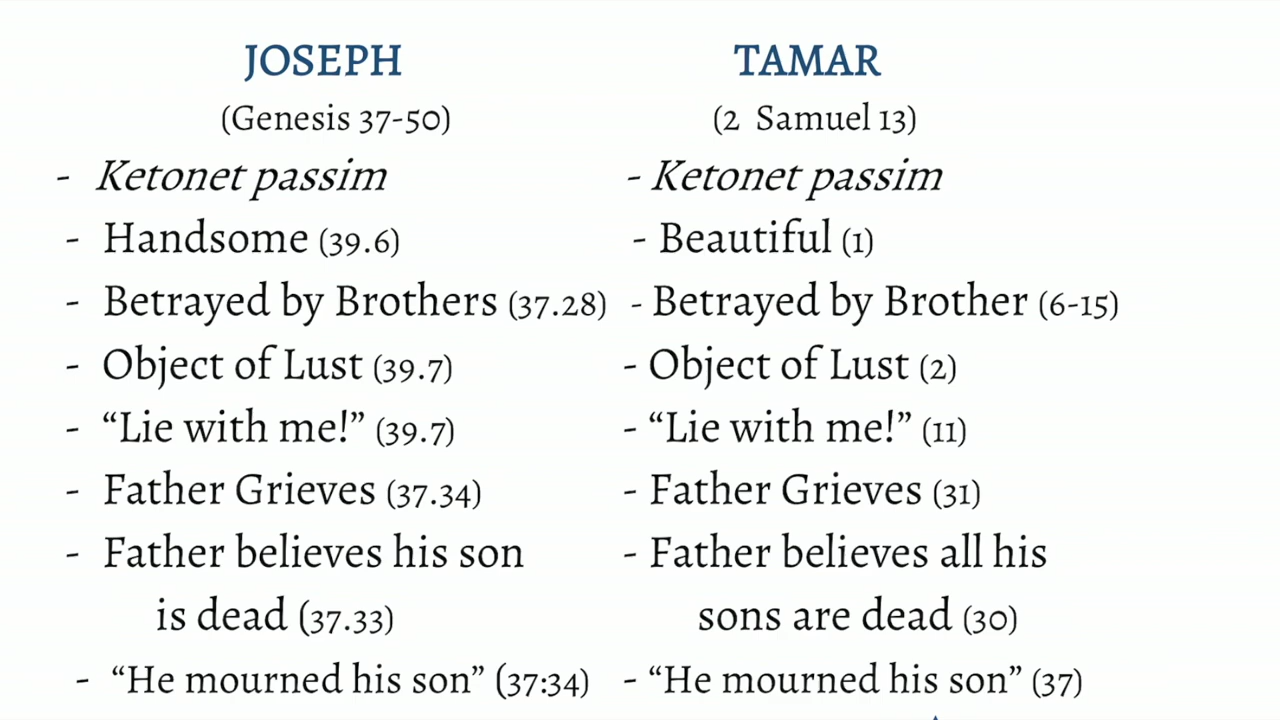 JOSEPH TAMAR
(Genesis 37-50) (2 Samuel 13)
- Ketonet passim - Ketonet passim
- Handsome (39.6) - Beautiful (1)
- Betrayed by Brothers (37.28) - Betrayed by Brother (6-15)
- Object of Lust (39.7) - Object of Lust (2)
- “Lie with me!” (39.7) - “Lie with me!” (11)
- Father Grieves (37.34) - Father Grieves (31)
- Father believes his son - Father believes all his
is dead (37.33) sons are dead (30)
- “He mourned his son” (37:34) - “He mourned his son” (37)